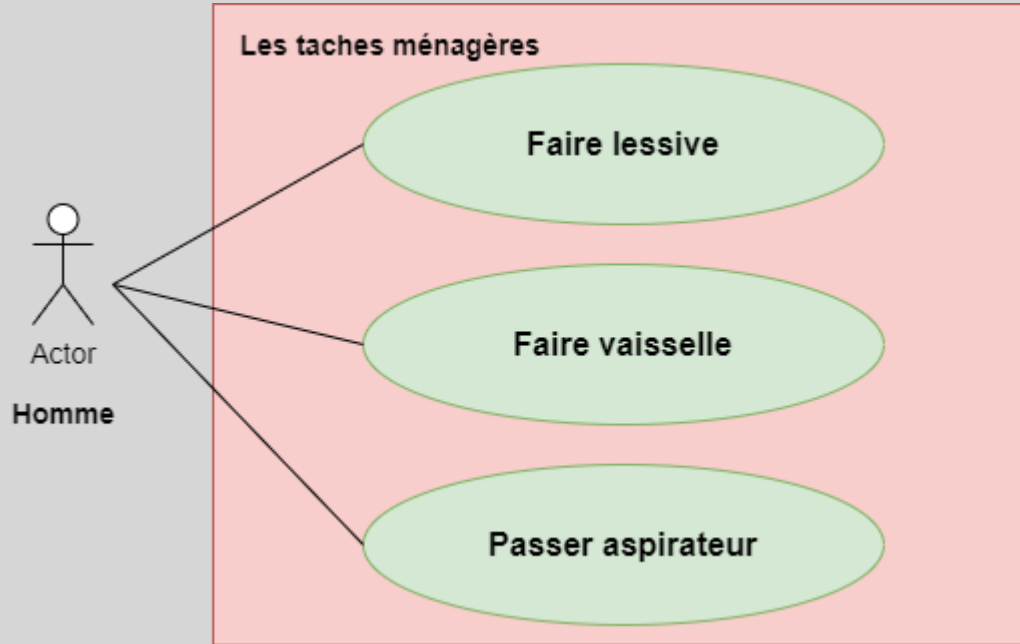 Les taches ménagères
Faire lessive
Actor
Homme
Faire vaisselle
Passer aspirateur